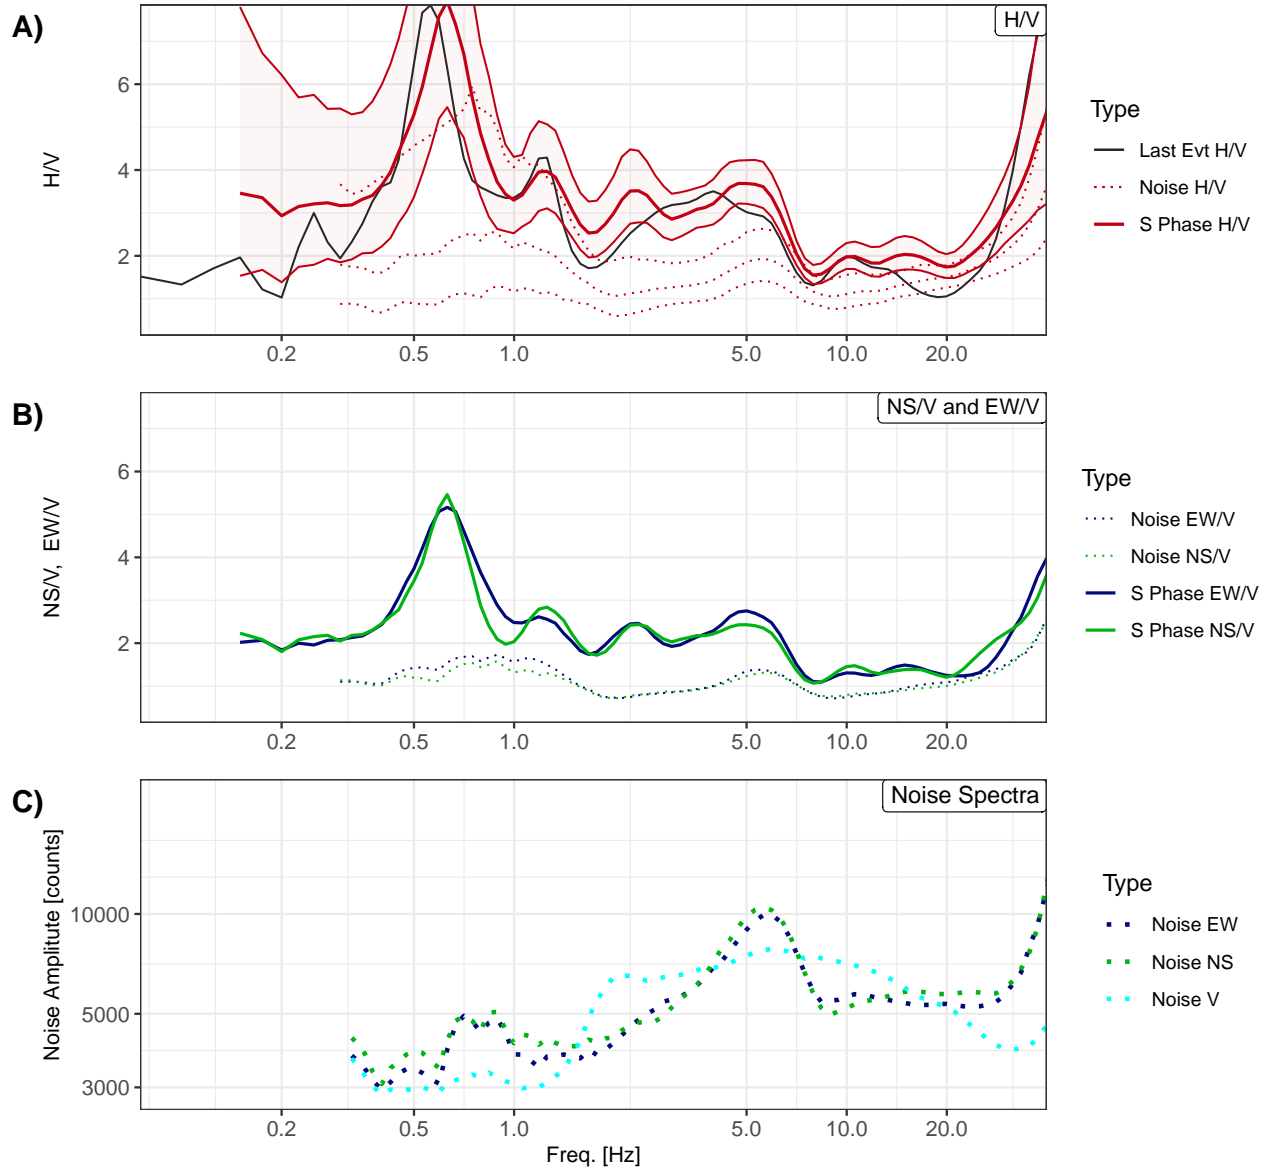 A)
H/V
6
4
2
H/V
0.2 0.5 1.0 5.0 10.0 20.0
Type
Last Evt H/V
Noise H/V
S Phase H/V
B)
NS/V and EW/V
6
4
2
NS/V, EW/V
0.2 0.5 1.0 5.0 10.0 20.0
Type
Noise EW/V
Noise NS/V
S Phase EW/V
S Phase NS/V
C)
Noise Spectra
10000
5000
3000
Noise Amplitute [counts]
0.2 0.5 1.0 5.0 10.0 20.0
Freq. [Hz]
Type
Noise EW
Noise NS
Noise V